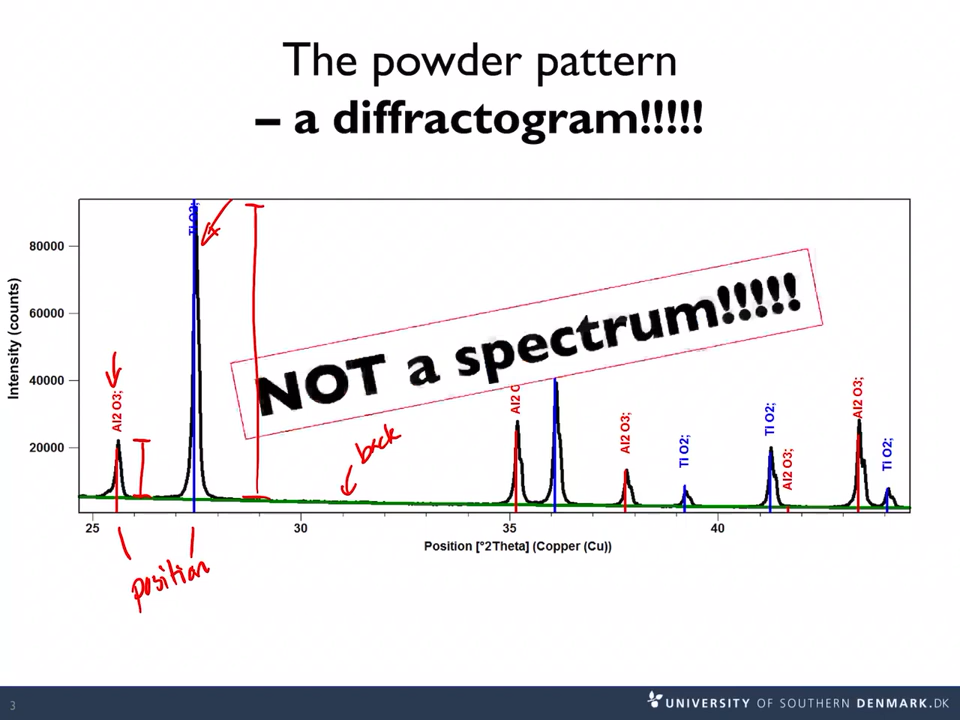 The powder pattern
– a diffractogram!!!!!
Intensity (counts)
80000
60000
40000
20000
Ti O2;
Al2 O3;
NOT a spectrum!!!!!
back
Al2 O
Al2 O3;
Ti O2;
Ti O2;
Al2 O3;
Al2 O3;
Ti O2;
25 30 35 40
Position [°2Theta] (Copper (Cu))
position
3
UNIVERSITY OF SOUTHERN DENMARK.DK